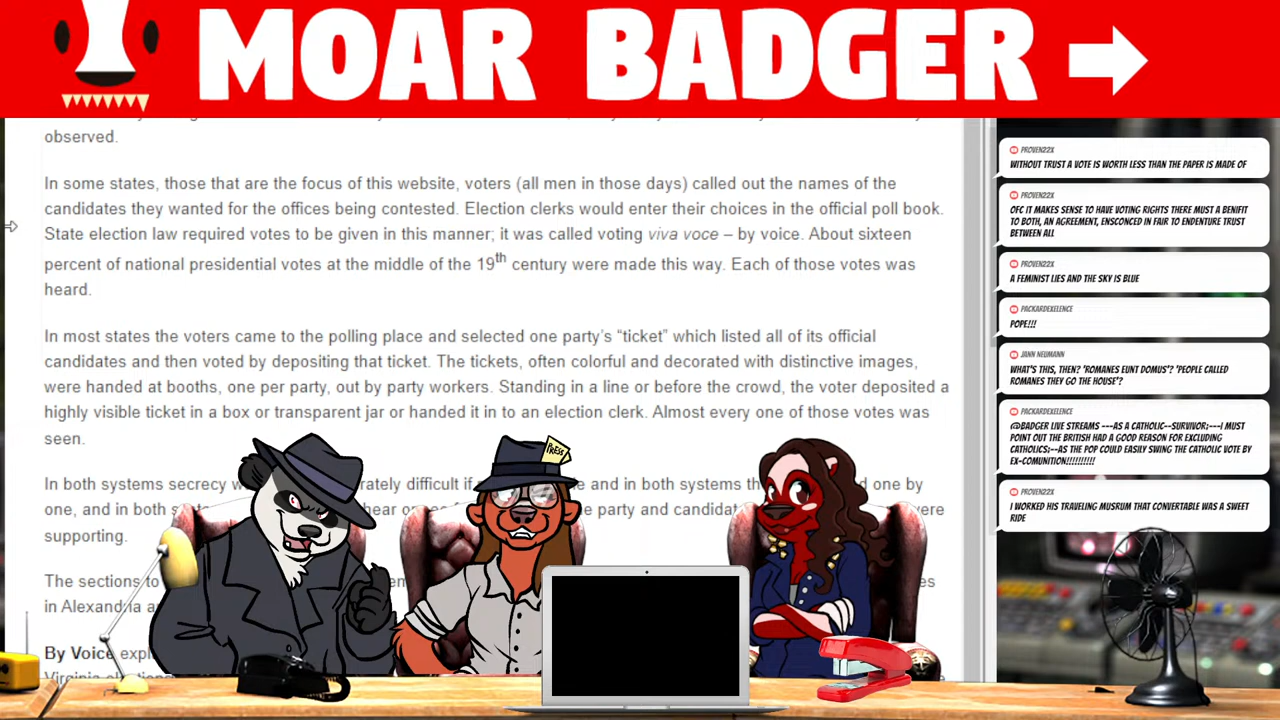 MOAR BADGER
observed.
In some states, those that are the focus of this website, voters (all men in those days) called out the names of the
candidates they wanted for the offices being contested. Election clerks would enter their choices in the official poll book.
State election law required votes to be given in this manner; it was called voting viva voce – by voice. About sixteen
percent of national presidential votes at the middle of the 19th century were made this way. Each of those votes was
heard.
In most states the voters came to the polling place and selected one party's “ticket” which listed all of its official
candidates and then voted by depositing that ticket. The tickets, often colorful and decorated with distinctive images,
were handed at booths, one per party, out by party workers. Standing in a line or before the crowd, the voter deposited a
highly visible ticket in a box or transparent jar or handed it in to an election clerk. Almost every one of those votes was
seen.
In both systems secrecy rately difficult if e and in both systems th d one by
one, and in both hear e party and candidat were
supporting.
The sections to
in Alexandria
By Voice
PRESS
PROVEN22X
WITHOUT TRUST A VOTE IS WORTH LESS THAN THE PAPER IS MADE OF
PROVEN22X
OFC IT MAKES SENSE TO HAVE VOTING RIGHTS THERE MUST A BENIFIT
TO BOTH, AN AGREEMENT, ENSCONCED IN FAIR TO ENDENTURE TRUST
BETWEEN ALL
PROVEN22X
A FEMINIST LIES AND THE SKY IS BLUE
PACKARDEXELENCE
POPE!!!
JANN NEUMANN
WHAT'S THIS, THEN? 'ROMANES EUNT DOMUS'? 'PEOPLE CALLED
ROMANES THEY GO THE HOUSE'?
PACKARDEXELENCE
@BADGER LIVE STREAMS ---AS A CATHOLIC--SURVIVOR;---I MUST
POINT OUT THE BRITISH HAD A GOOD REASON FOR EXCLUDING
CATHOLICS;--AS THE POP COULD EASILY SWING THE CATHOLIC VOTE BY
EX-COMUNITION!!!!!!!!!!
PROVEN22X
I WORKED HIS TRAVELING MUSRUM THAT CONVERTABLE WAS A SWEET
RIDE